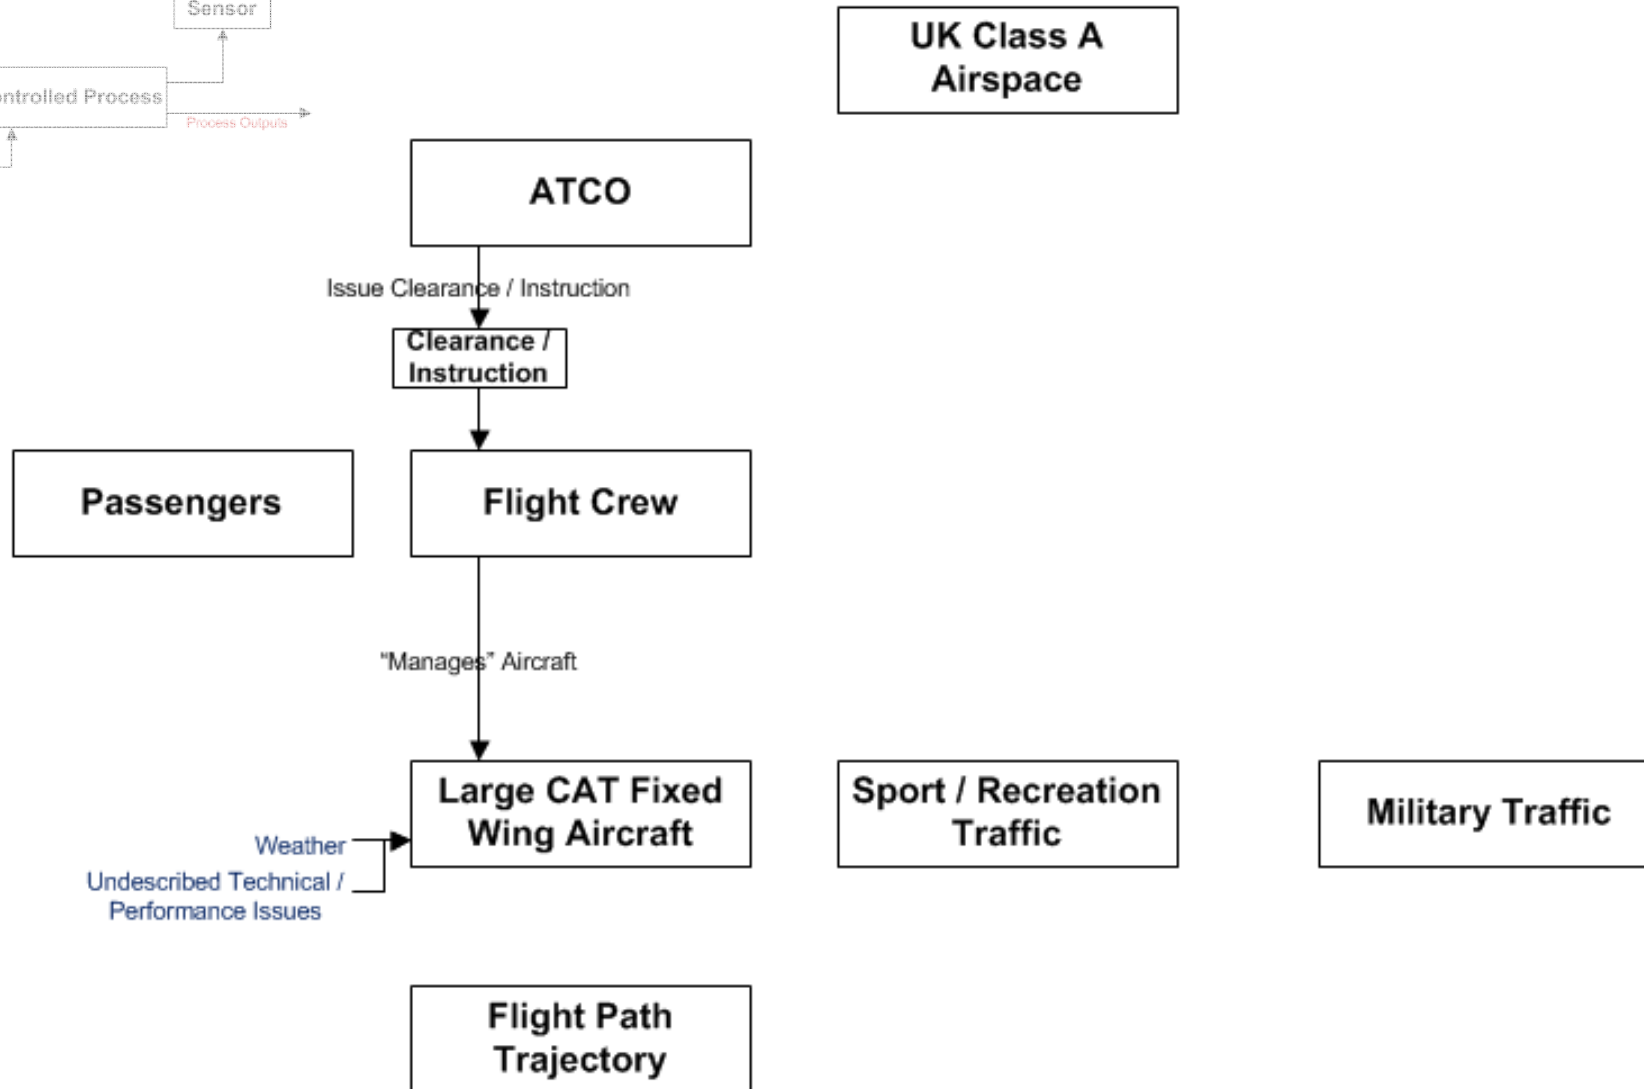 Sensor
UK Class A
Airspace
ontrolled Process
Process Outputs
ATCO
Issue Clearance / Instruction
Clearance /
Instruction
Passengers
Flight Crew
“Manages” Aircraft
Large CAT Fixed
Wing Aircraft
Sport / Recreation
Traffic
Military Traffic
Weather
Undescribed Technical /
Performance Issues
Flight Path
Trajectory